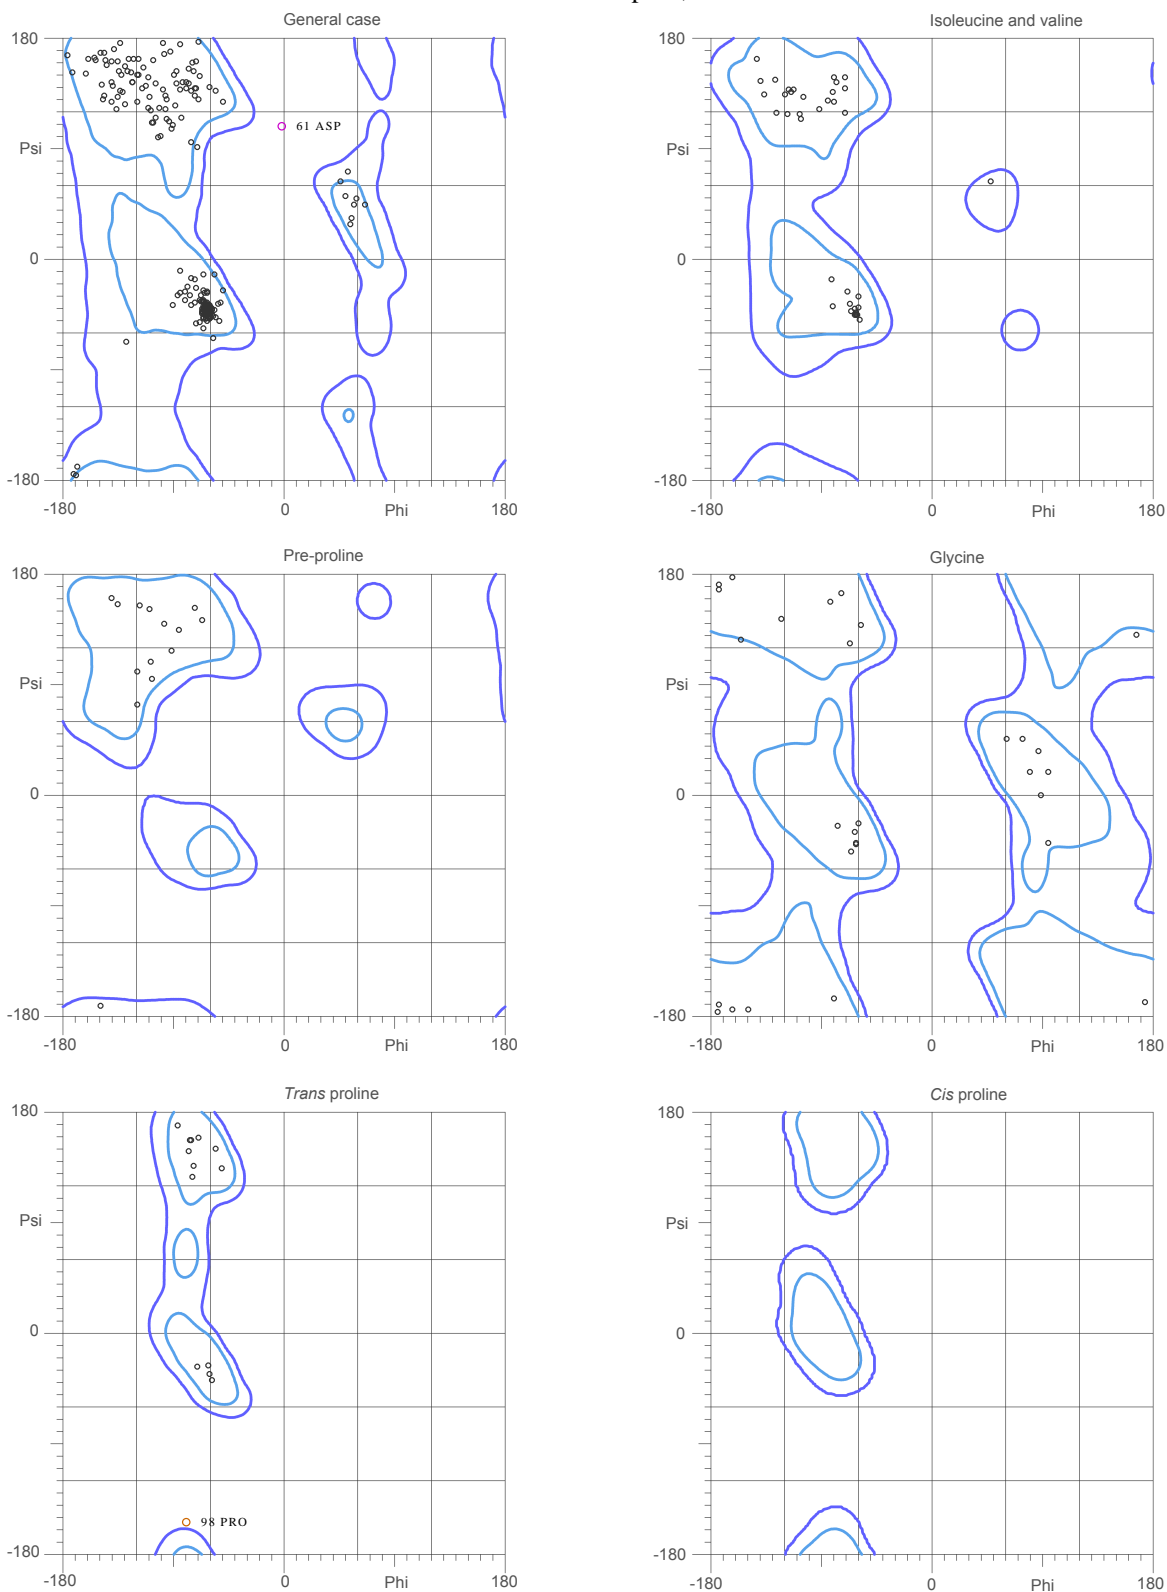 General case
Isoleucine and valine
180
Psi
61 ASP
0
-180
-180
0
Phi
180
180
Psi
0
-180
-180
0
Phi
180
Pre-proline
Glycine
180
Psi
0
-180
-180
0
Phi
180
180
Psi
0
-180
-180
0
Phi
180
Trans proline
Cis proline
180
Psi
0
98 PRO
-180
-180
0
Phi
180
180
Psi
0
-180
-180
0
Phi
180